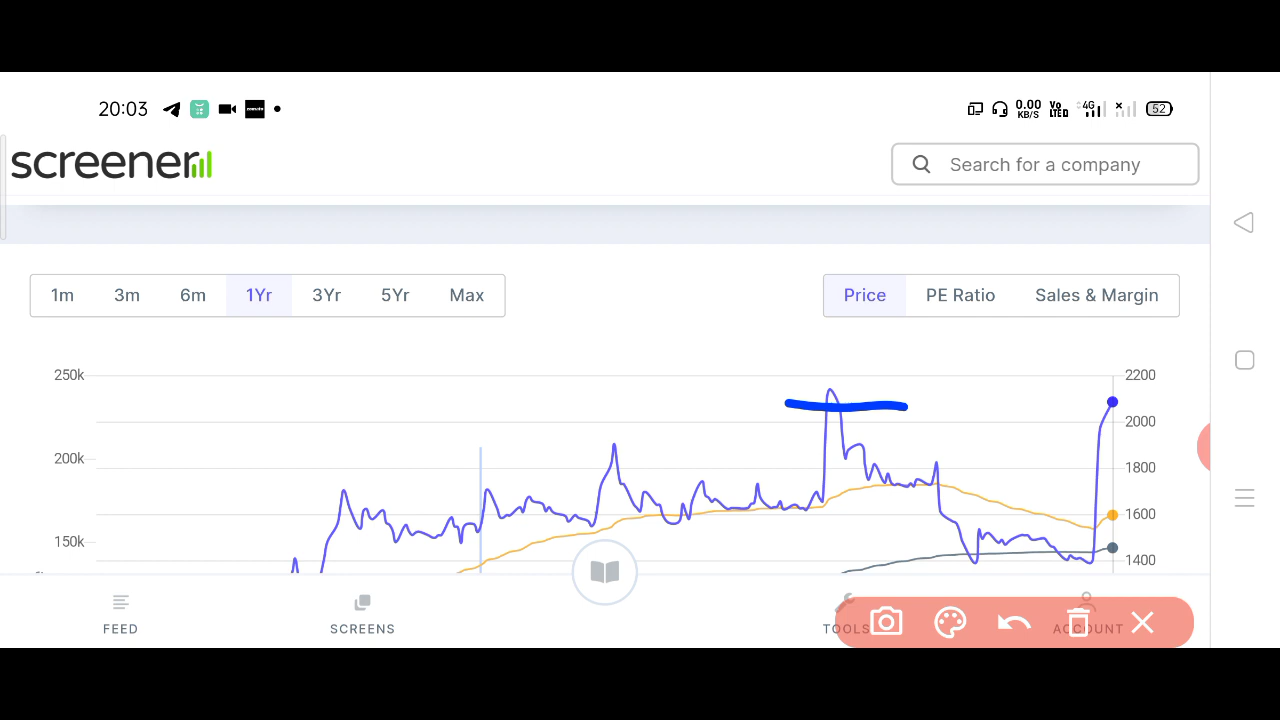 20:03 0.00 KB/S Vo LTE 4G 52
screener
Search for a company
1m 3m 6m 1Yr 3Yr 5Yr Max
Price PE Ratio Sales & Margin
250k 2200
2000
200k
1800
1600
150k
1400
FEED SCREENS TOOLS ACCOUNT